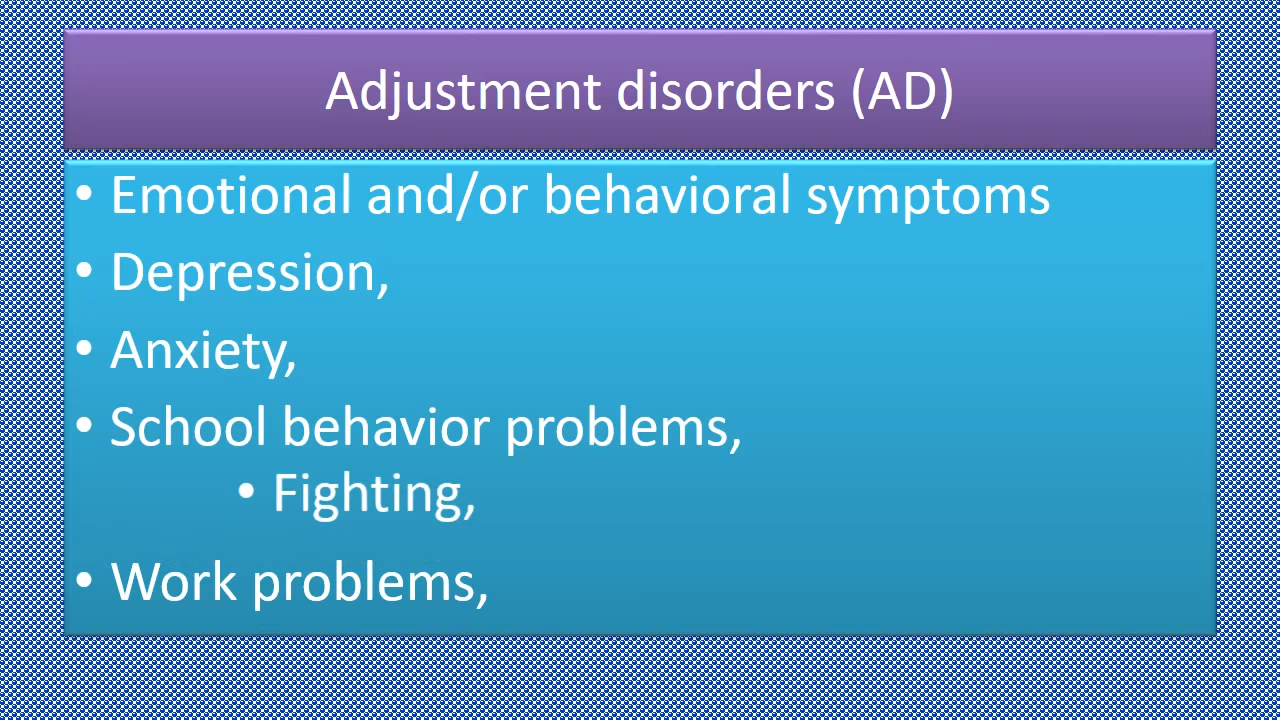 Adjustment disorders (AD)
• Emotional and/or behavioral symptoms
• Depression,
• Anxiety,
• School behavior problems,
• Fighting,
• Work problems,